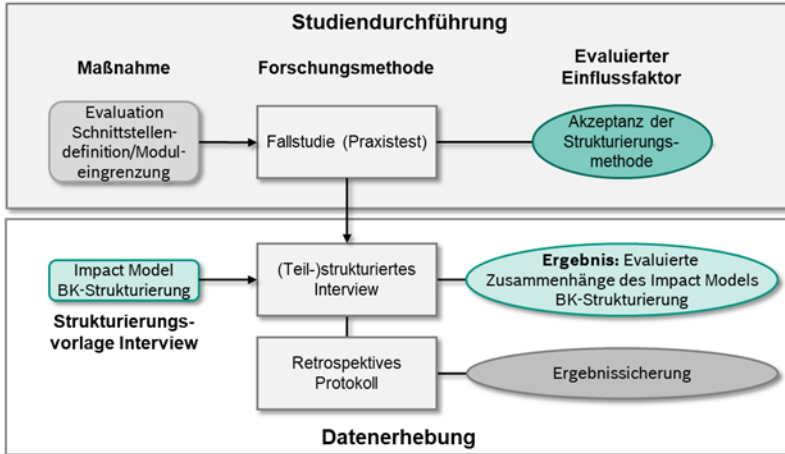 Studiendurchführung
Maßnahme
Forschungsmethode
Evaluierter
Einflussfaktor
Evaluation
Schnittstellen-
definition/Modul-
eingrenzung
Fallstudie (Praxistest)
Akzeptanz der
Strukturierungs-
methode
Impact Model
BK-Strukturierung
Strukturierungs-
vorlage Interview
(Teil-)strukturiertes
Interview
Ergebnis: Evaluierte
Zusammenhänge des Impact Models
BK-Strukturierung
Retrospektives
Protokoll
Ergebnissicherung
Datenerhebung